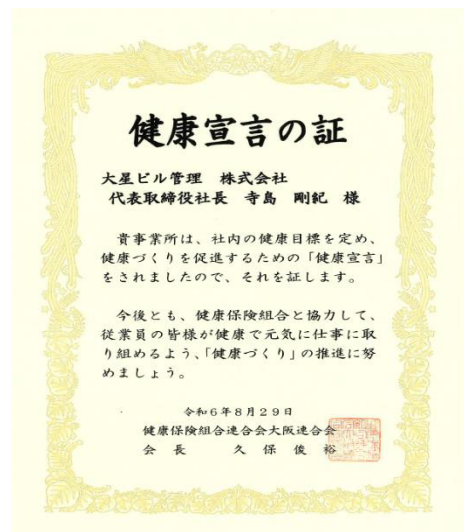 健康宣言の証
大星ビル管理 株式会社
代表取締役社長 寺島 剛紀 様
貴事業所は、社内の健康目標を定め、
健康づくりを促進するための「健康宣言」
をされましたので、それを証します。
今後とも、健康保険組合と協力して、
従業員の皆様が健康で元気に仕事に取
り組めるよう、「健康づくり」の推進に努
めましょう。
令和6年8月29日
健康保険組合連合会大阪連合会
会長 久保俊裕